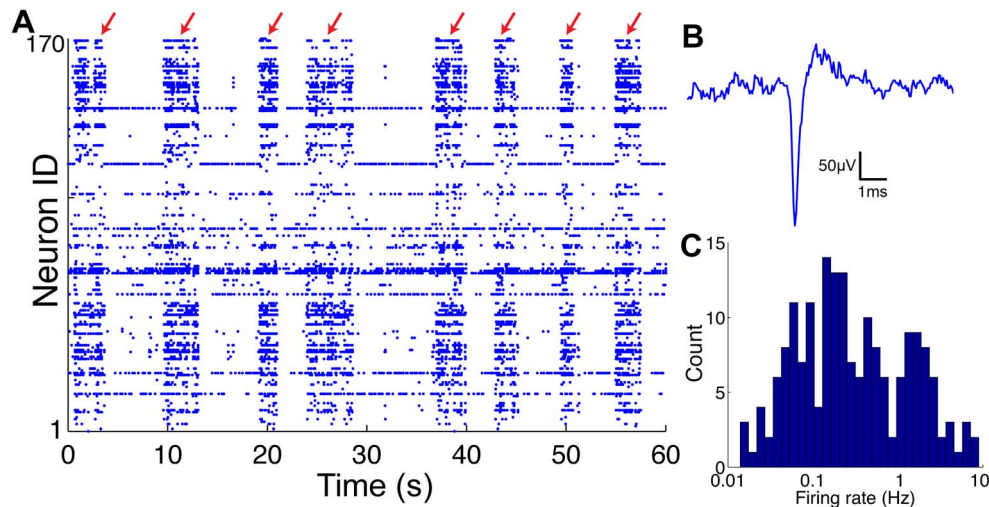 A
170
Neuron ID
1
0 10 20 30 40 50 60
Time (s)
B
50μV
1ms
C
15
10
5
0
Count
0.01 0.1 1 10
Firing rate (Hz)